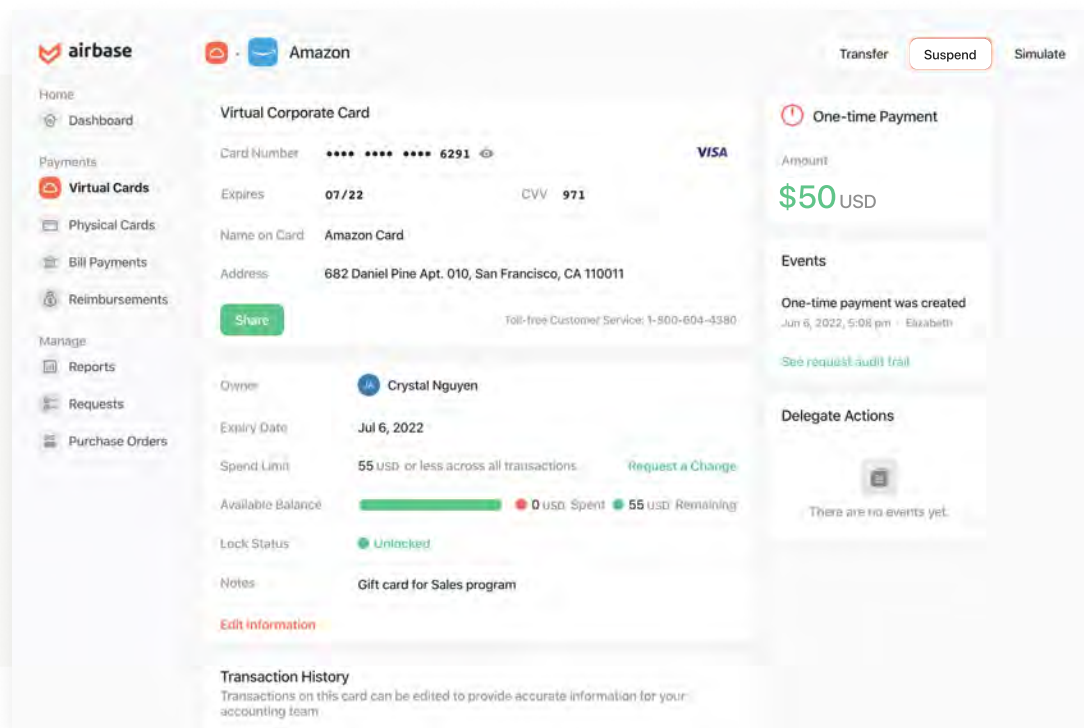 airbase
Amazon
Transfer
Suspend
Simulate
Home
Dashboard
Payments
Virtual Cards
Physical Cards
Bill Payments
Reimbursements
Manage
Reports
Requests
Purchase Orders
Virtual Corporate Card
Card Number •••• •••• •••• 6291 VISA
Expires 07/22 CVV 971
Name on Card Amazon Card
Address 682 Daniel Pine Apt. 010, San Francisco, CA 110011
Share Toll-free Customer Service: 1-500-604-4380
Owner JA Crystal Nguyen
Expiry Date Jul 6, 2022
Spend Limit 55 USD or less across all transactions Request a Change
Available Balance 0 USD Spent 55 USD Remaining
Lock Status Unlocked
Notes Gift card for Sales program
Edit Information
Transaction History
Transactions on this card can be edited to provide accurate information for your
accounting team
One-time Payment
Amount
$50 USD
Events
One-time payment was created
Jun 6, 2022, 5:08 pm · Elizabeth
See request audit trail
Delegate Actions
There are no events yet.